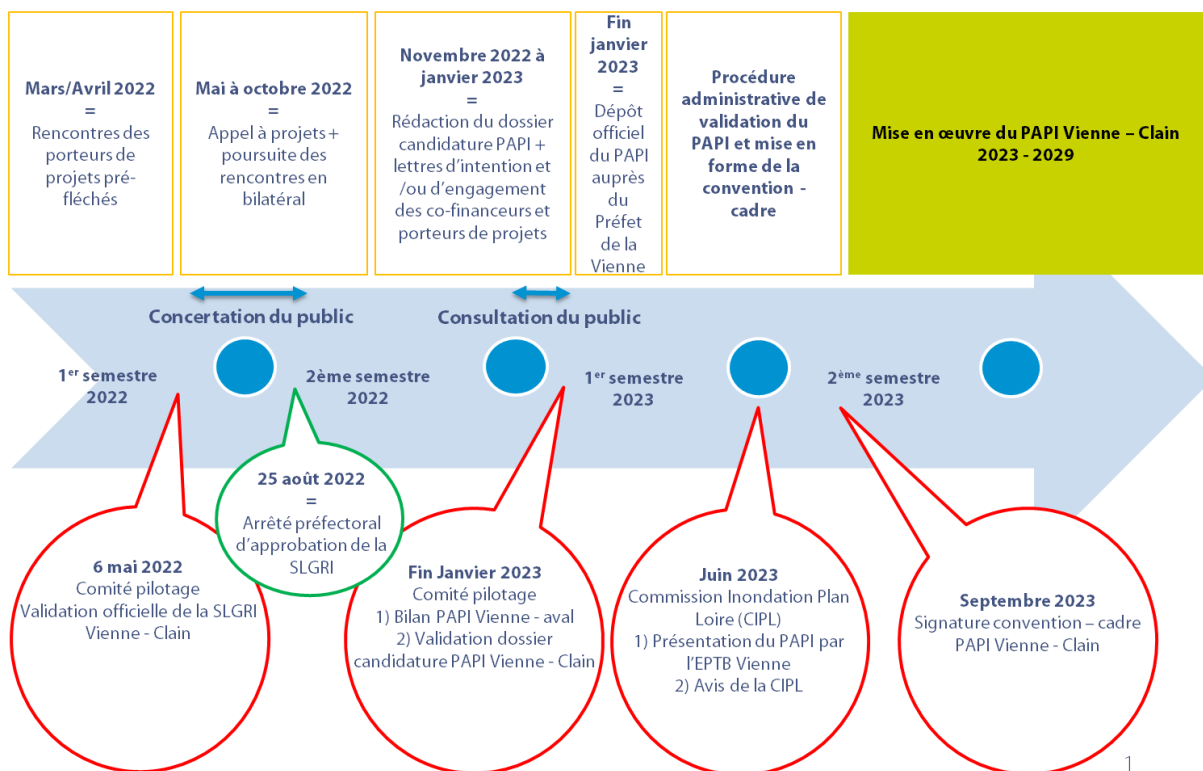 Mars/Avril 2022
=
Rencontres des
porteurs de
projets pré-
fléchés
Mai à octobre 2022
=
Appel à projets +
poursuite des
rencontres en
bilatéral
Novembre 2022 à
janvier 2023
=
Rédaction du dossier
candidature PAPI +
lettres d'intention et
/ou d'engagement
des co-financeurs et
porteurs de projets
Fin
janvier
2023
=
Dépôt
officiel
du PAPI
auprès
du
Préfet
de la
Vienne
Procédure
administrative de
validation du
PAPI et mise en
forme de la
convention -
cadre
Mise en œuvre du PAPI Vienne – Clain
2023 - 2029
Concertation du public
Consultation du public
1er semestre
2022
2ème semestre
2022
1er semestre
2023
2ème semestre
2023
6 mai 2022
Comité pilotage
Validation officielle de la SLGRI
Vienne - Clain
25 août 2022
=
Arrêté préfectoral
d'approbation de la
SLGRI
Fin Janvier 2023
Comité pilotage
1) Bilan PAPI Vienne - aval
2) Validation dossier
candidature PAPI Vienne - Clain
Juin 2023
Commission Inondation Plan
Loire (CIPL)
1) Présentation du PAPI par
l'EPTB Vienne
2) Avis de la CIPL
Septembre 2023
Signature convention – cadre
PAPI Vienne - Clain
1